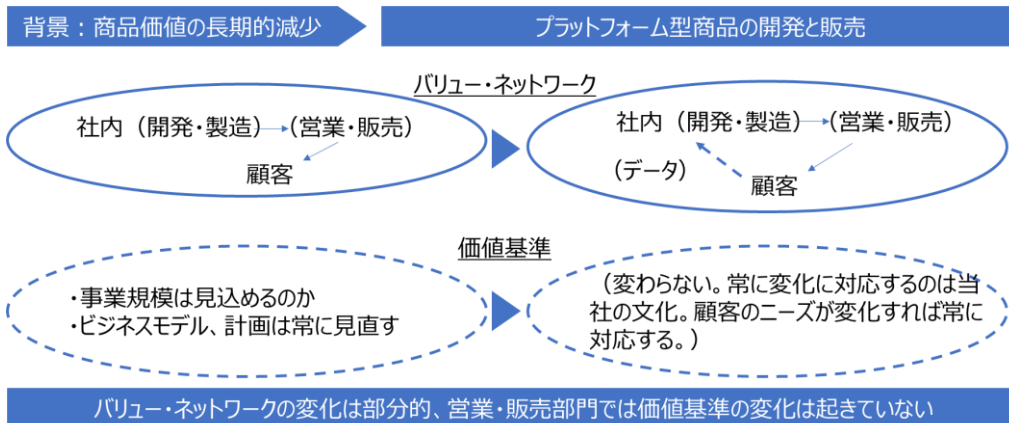 背景：商品価値の長期的減少
プラットフォーム型商品の開発と販売
バリュー・ネットワーク
社内（開発・製造）
（営業・販売）
顧客
社内（開発・製造）
（営業・販売）
（データ）
顧客
価値基準
・事業規模は見込めるのか
・ビジネスモデル、計画は常に見直す
（変わらない。常に変化に対応するのは当
社の文化。顧客のニーズが変化すれば常に
対応する。）
バリュー・ネットワークの変化は部分的、営業・販売部門では価値基準の変化は起きていない